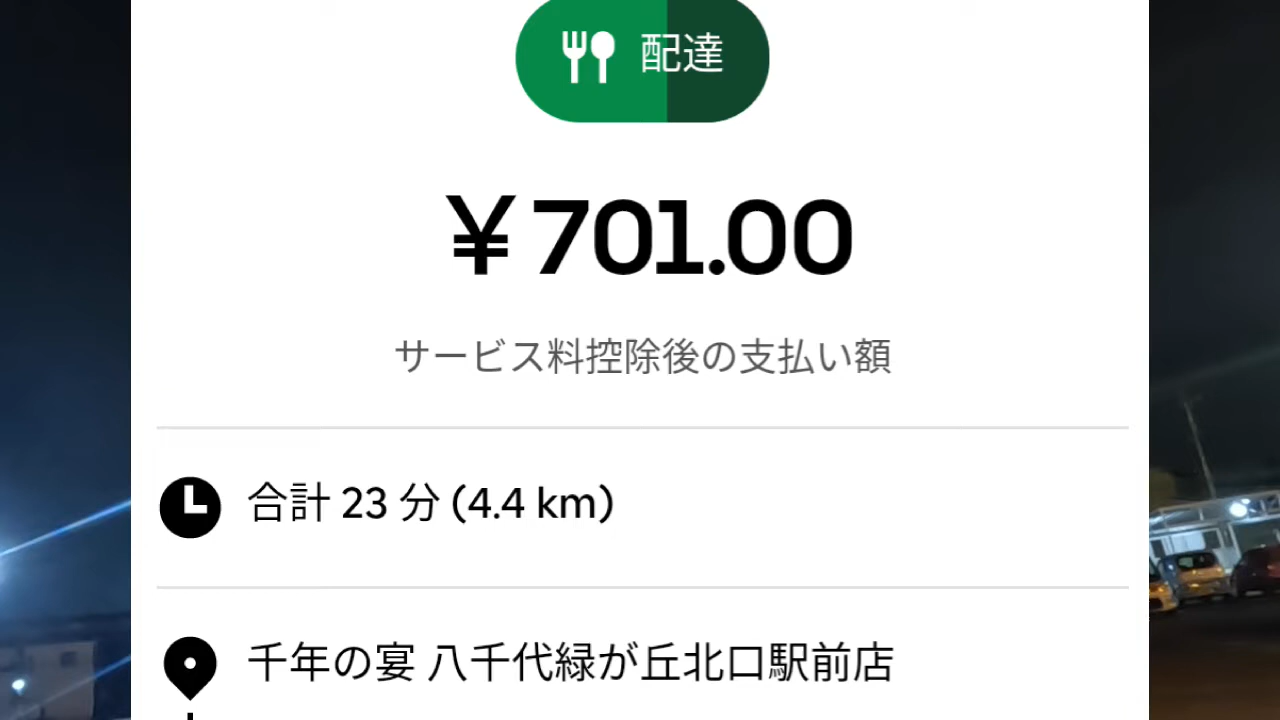 配達
¥701.00
サービス料控除後の支払い額
合計 23 分 (4.4 km)
千年の宴 八千代緑が丘北口駅前店